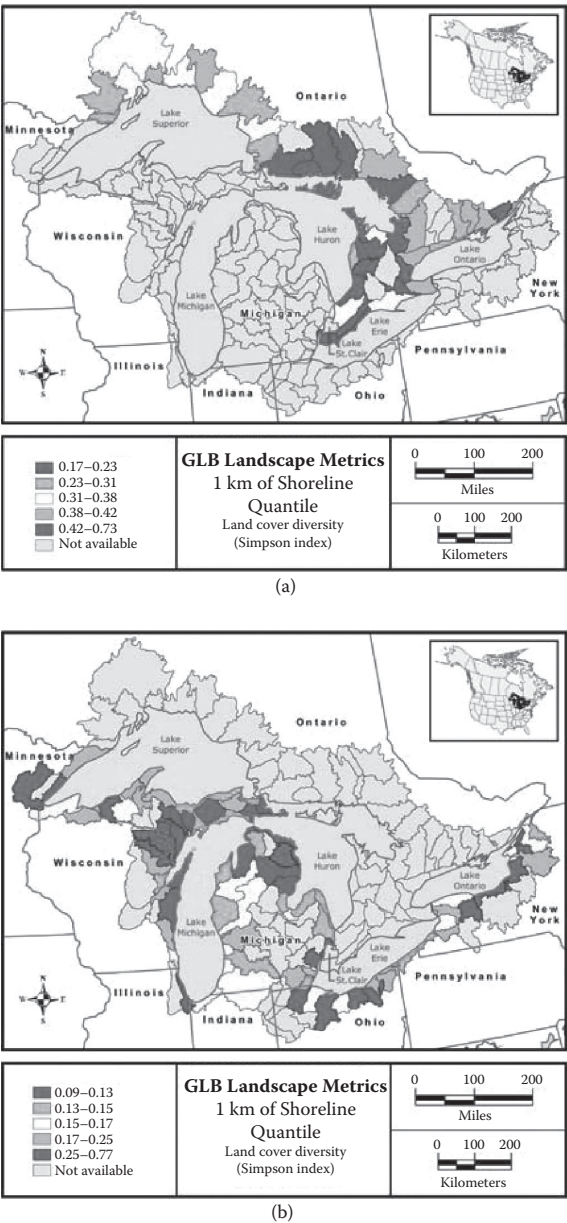 Ontario
Minnesota
Lake
Superior
Wisconsin
Lake
Huron
Lake
Ontario
Lake
Michigan
Michigan
New
York
Lake
Erie
Lake
St. Clair
Pennsylvania
Illinois
Indiana
Ohio
N
W E
S
0.17–0.23
0.23–0.31
0.31–0.38
0.38–0.42
0.42–0.73
Not available
GLB Landscape Metrics
1 km of Shoreline
Quantile
Land cover diversity
(Simpson index)
0 100 200
Miles
0 100 200
Kilometers
(a)
Ontario
Minnesota
Lake
Superior
Wisconsin
Lake
Huron
Lake
Ontario
Lake
Michigan
Michigan
New
York
Lake
Erie
Lake
St. Clair
Pennsylvania
Illinois
Indiana
Ohio
N
W E
S
0.09–0.13
0.13–0.15
0.15–0.17
0.17–0.25
0.25–0.77
Not available
GLB Landscape Metrics
1 km of Shoreline
Quantile
Land cover diversity
(Simpson index)
0 100 200
Miles
0 100 200
Kilometers
(b)